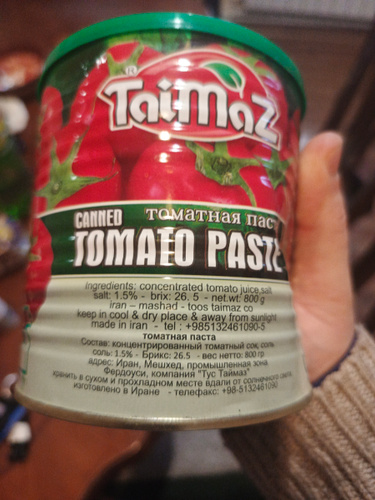 TaiMaZ
®
CANNED томатная пас
TOMATO PASTE
Ingredients: concentrated tomato juice,salt
salt: 1.5% - brix: 26. 5 - net.wt: 800 g
iran – mashad - toos taimaz co
keep in cool & dry place & away from sunlight
made in iran - tel : +985132461090-5
томатная паста
Состав: концентрированный томатный сок, соль
соль: 1.5% - Брикс: 26.5 - вес нетто: 800 гр
адрес: Иран, Мешхед, промышленная зона
Фердоуси, компания "Тус Таймаз"
хранить в сухом и прохладном месте вдали от солнечного света
изготовлено в Иране - телефакс: +98-5132461090